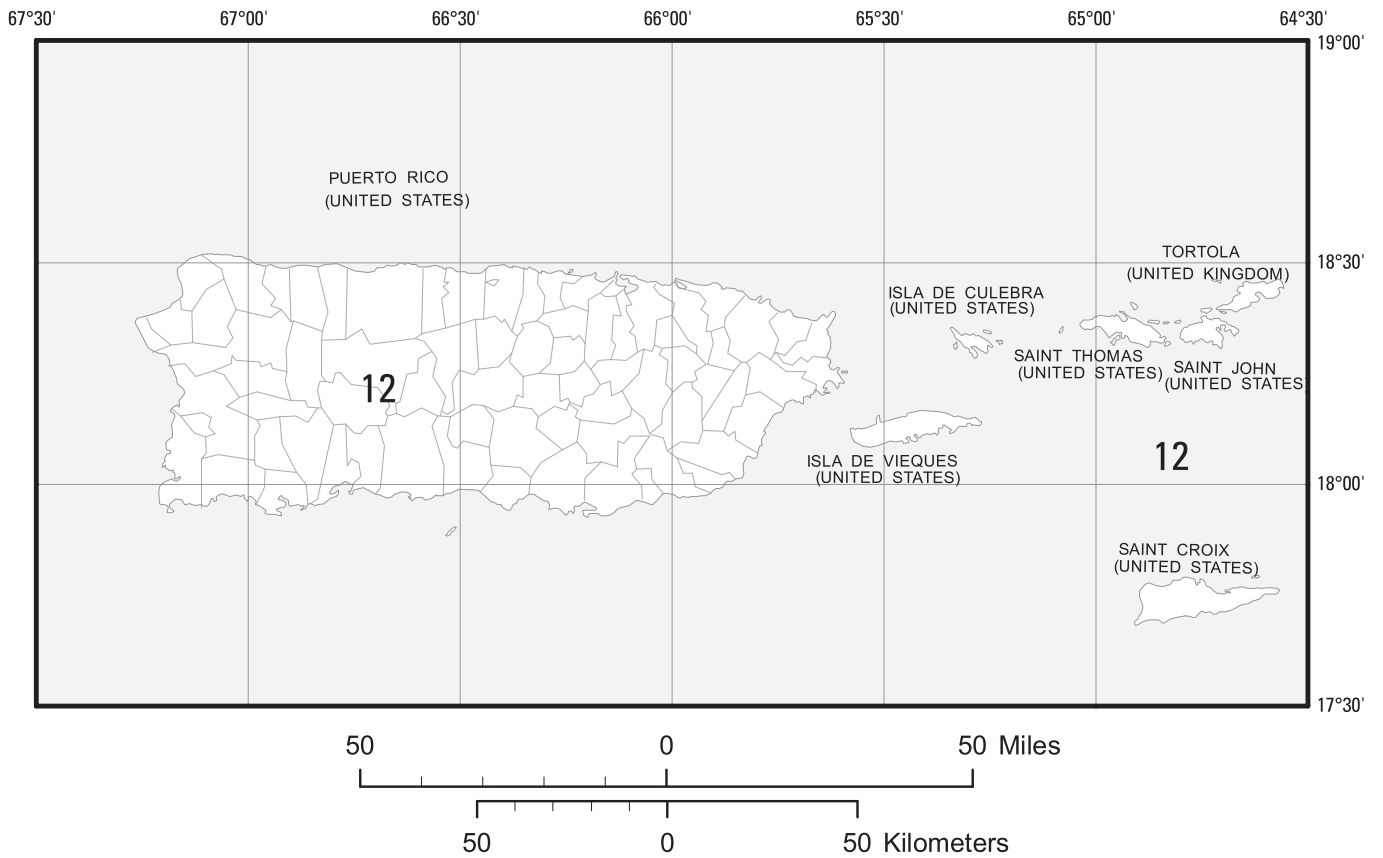 67°30' 67°00' 66°30' 66°00' 65°30' 65°00' 64°30'
19°00'
PUERTO RICO
(UNITED STATES)
TORTOLA
18°30'
(UNITED KINGDOM)
ISLA DE CULEBRA
(UNITED STATES)
SAINT THOMAS
(UNITED STATES)
SAINT JOHN
(UNITED STATES)
12
12
ISLA DE VIEQUES
(UNITED STATES)
18°00'
SAINT CROIX
(UNITED STATES)
17°30'
50 0 50 Miles
50 0 50 Kilometers